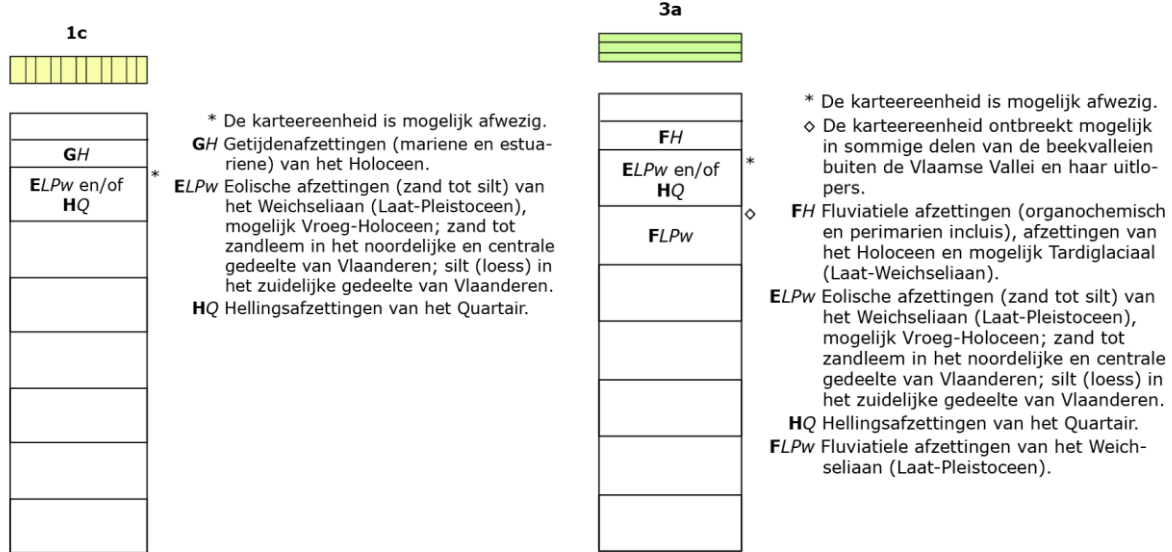 1c
GH
ELPw en/of
HQ
*
* De karteereenheid is mogelijk afwezig.
GH Getijdenafzettingen (mariene en estua-
riene) van het Holoceen.
ELPw Eolische afzettingen (zand tot silt) van
het Weichseliaan (Laat-Pleistoceen),
mogelijk Vroeg-Holoceen; zand tot
zandleem in het noordelijke en centrale
gedeelte van Vlaanderen; silt (loess) in
het zuidelijke gedeelte van Vlaanderen.
HQ Hellingsafzettingen van het Quartair.
3a
FH
ELPw en/of
HQ
*
◇
FLPw
* De karteereenheid is mogelijk afwezig.
◇ De karteereenheid ontbreekt mogelijk
in sommige delen van de beekvalleien
buiten de Vlaamse Vallei en haar uitlo-
pers.
FH Fluviatiele afzettingen (organochemisch
en perimarien incluis), afzettingen van
het Holoceen en mogelijk Tardiglaciaal
(Laat-Weichseliaan).
ELPw Eolische afzettingen (zand tot silt) van
het Weichseliaan (Laat-Pleistoceen),
mogelijk Vroeg-Holoceen; zand tot
zandleem in het noordelijke en centrale
gedeelte van Vlaanderen; silt (loess) in
het zuidelijke gedeelte van Vlaanderen.
HQ Hellingsafzettingen van het Quartair.
FLPw Fluviatiele afzettingen van het Weich-
seliaan (Laat-Pleistoceen).